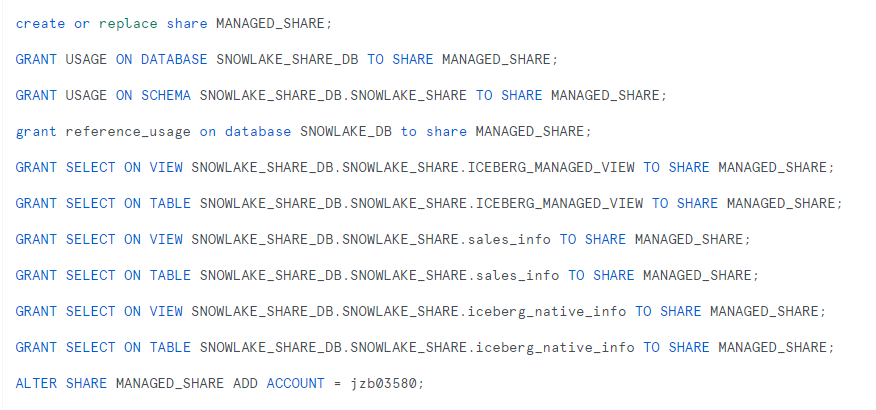 create or replace share MANAGED_SHARE;
GRANT USAGE ON DATABASE SNOWLAKE_SHARE_DB TO SHARE MANAGED_SHARE;
GRANT USAGE ON SCHEMA SNOWLAKE_SHARE_DB.SNOWLAKE_SHARE TO SHARE MANAGED_SHARE;
grant reference_usage on database SNOWLAKE_DB to share MANAGED_SHARE;
GRANT SELECT ON VIEW SNOWLAKE_SHARE_DB.SNOWLAKE_SHARE.ICEBERG_MANAGED_VIEW TO SHARE MANAGED_SHARE;
GRANT SELECT ON TABLE SNOWLAKE_SHARE_DB.SNOWLAKE_SHARE.ICEBERG_MANAGED_VIEW TO SHARE MANAGED_SHARE;
GRANT SELECT ON VIEW SNOWLAKE_SHARE_DB.SNOWLAKE_SHARE.sales_info TO SHARE MANAGED_SHARE;
GRANT SELECT ON TABLE SNOWLAKE_SHARE_DB.SNOWLAKE_SHARE.sales_info TO SHARE MANAGED_SHARE;
GRANT SELECT ON VIEW SNOWLAKE_SHARE_DB.SNOWLAKE_SHARE.iceberg_native_info TO SHARE MANAGED_SHARE;
GRANT SELECT ON TABLE SNOWLAKE_SHARE_DB.SNOWLAKE_SHARE.iceberg_native_info TO SHARE MANAGED_SHARE;
ALTER SHARE MANAGED_SHARE ADD ACCOUNT = jzb03580;